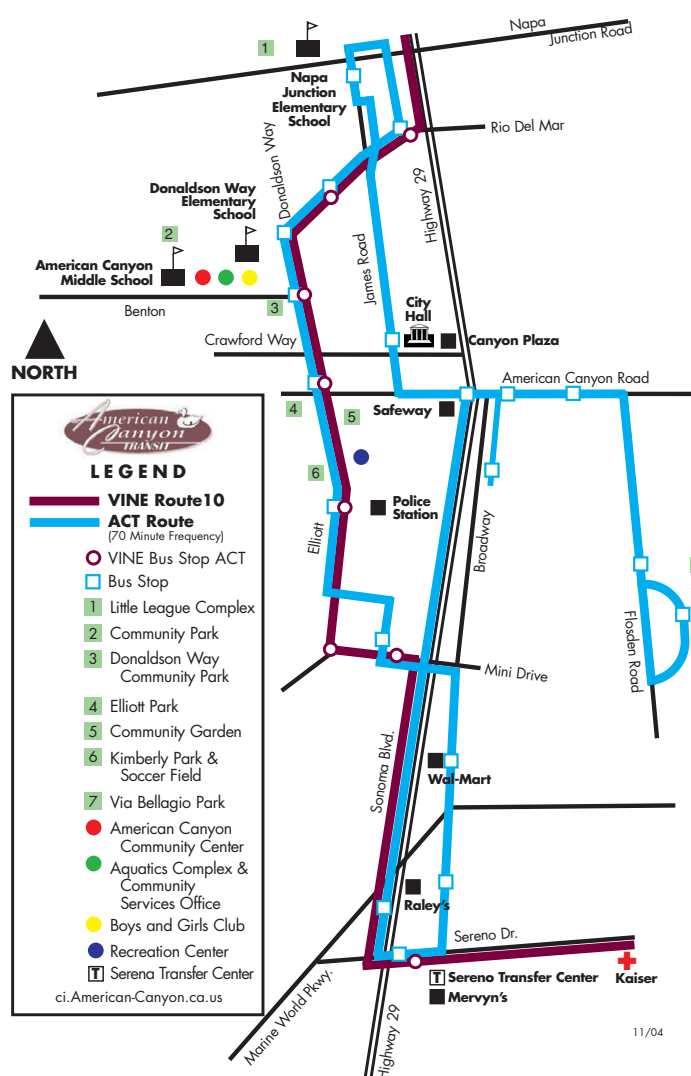 Napa
Junction Road
1
Napa
Junction
Elementary
School
Rio Del Mar
Donaldson Way
Donaldson Way
Elementary
School
Highway 29
2
American Canyon
Middle School
James Road
3
Benton
City
Hall
Crawford Way
Canyon Plaza
NORTH
American Canyon Road
4
5
Safeway
6
Police
Station
Elliott
Broadway
Flosden Road
Mini Drive
Sonoma Blvd.
Wal-Mart
Raley's
Sereno Dr.
Marine World Pkwy.
T Sereno Transfer Center
Mervyn's
Kaiser
Highway 29
11/04
American
Canyon
TRANSIT
LEGEND
VINE Route10
ACT Route
(70 Minute Frequency)
VINE Bus Stop ACT
Bus Stop
1 Little League Complex
2 Community Park
3 Donaldson Way
Community Park
4 Elliott Park
5 Community Garden
6 Kimberly Park &
Soccer Field
7 Via Bellagio Park
American Canyon
Community Center
Aquatics Complex &
Community
Services Office
Boys and Girls Club
Recreation Center
T Serena Transfer Center
ci.American-Canyon.ca.us